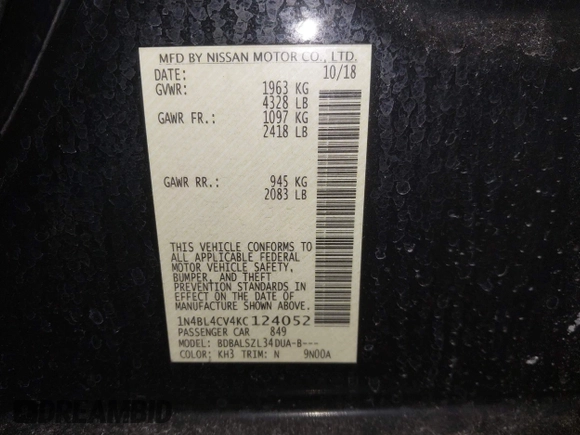 MFD BY NISSAN MOTOR CO., LTD.
DATE: 10/18
GVWR: 1963 KG
4328 LB
GAWR FR.: 1097 KG
2418 LB
GAWR RR.: 945 KG
2083 LB
THIS VEHICLE CONFORMS TO
ALL APPLICABLE FEDERAL
MOTOR VEHICLE SAFETY,
BUMPER, AND THEFT
PREVENTION STANDARDS IN
EFFECT ON THE DATE OF
MANUFACTURE SHOWN ABOVE.
1N4BL4CV4KC124052
PASSENGER CAR 849
MODEL: BDBALSZL34DUA-B---
COLOR: KH3 TRIM: N 9N00A
DREAMBID